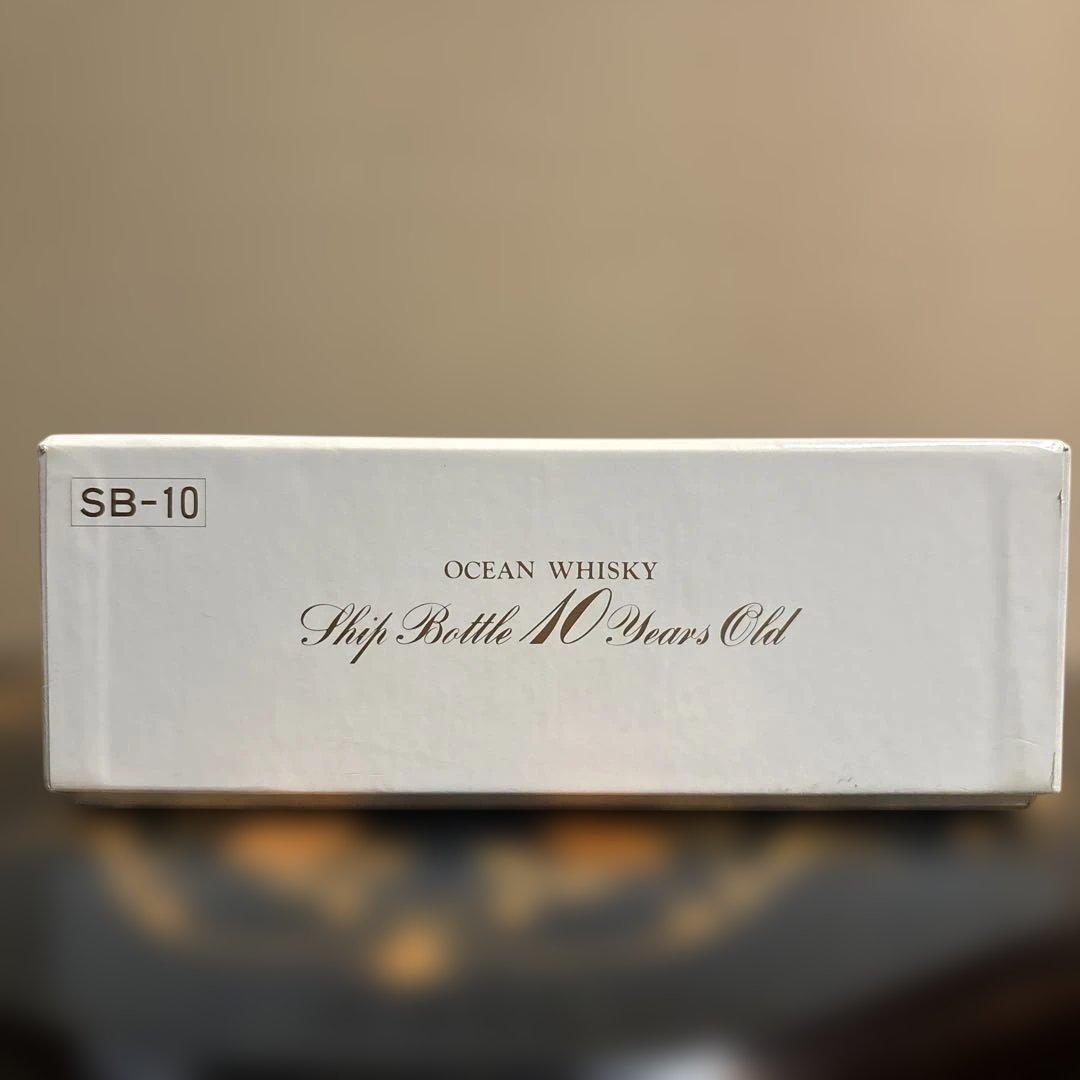 SB-10
OCEAN WHISKY
Ship Bottle 10 Years Old